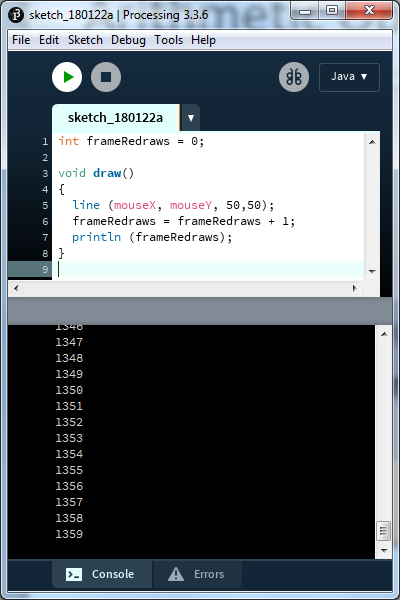 sketch_180122a | Processing 3.3.6
File Edit Sketch Debug Tools Help
Java ▼
sketch_180122a ▼
1 int frameRedraws = 0;
2
3 void draw()
4 {
5   line (mouseX, mouseY, 50,50);
6   frameRedraws = frameRedraws + 1;
7   println (frameRedraws);
8 }
9
1346
1347
1348
1349
1350
1351
1352
1353
1354
1355
1356
1357
1358
1359
Console Errors